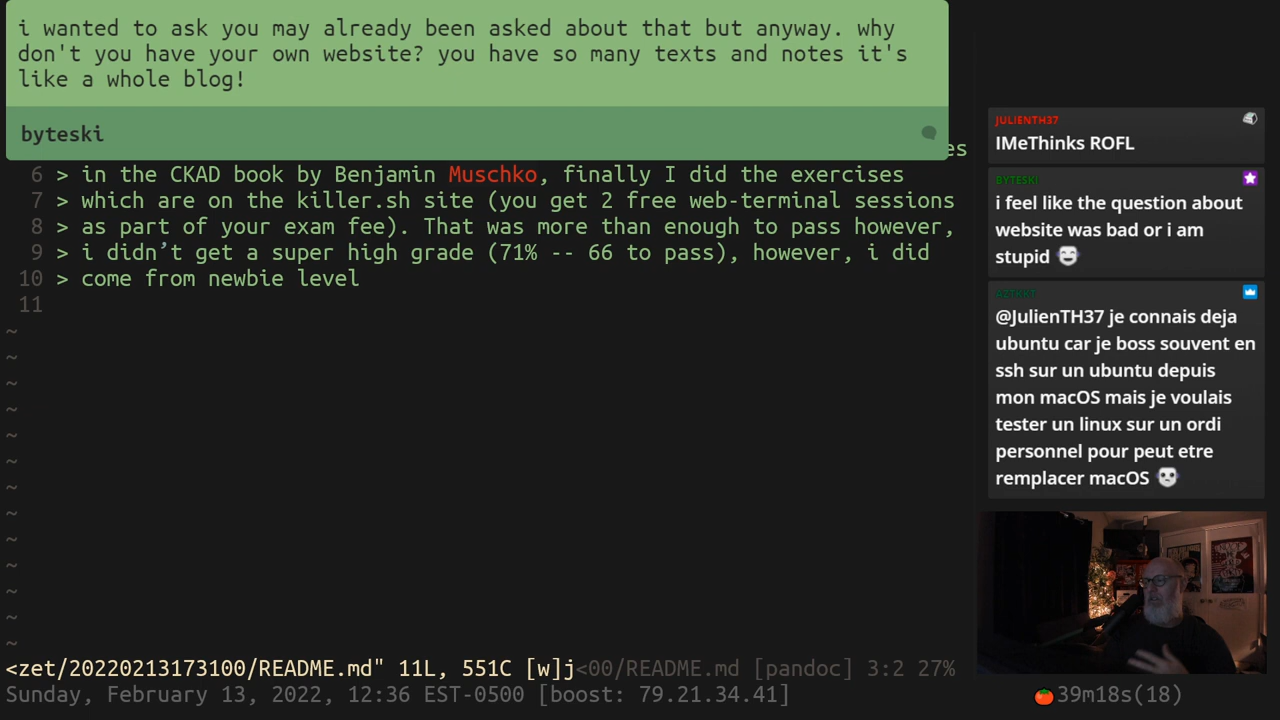 i wanted to ask you may already been asked about that but anyway. why
don't you have your own website? you have so many texts and notes it's
like a whole blog!
byteski
es
6 > in the CKAD book by Benjamin Muschko, finally I did the exercises
7 > which are on the killer.sh site (you get 2 free web-terminal sessions
8 > as part of your exam fee). That was more than enough to pass however,
9 > i didn’t get a super high grade (71% -- 66 to pass), however, i did
10 > come from newbie level
11
~
~
~
~
~
~
~
~
~
~
~
~
~
<zet/20220213173100/README.md" 11L, 551C [w]j<00/README.md [pandoc] 3:2 27%
Sunday, February 13, 2022, 12:36 EST-0500 [boost: 79.21.34.41]
JULIENTH37
IMeThinks ROFL
BYTESKI
i feel like the question about
website was bad or i am
stupid
@JulienTH37 je connais deja
ubuntu car je boss souvent en
ssh sur un ubuntu depuis
mon macOS mais je voulais
tester un linux sur un ordi
personnel pour peut etre
remplacer macOS
39m18s(18)